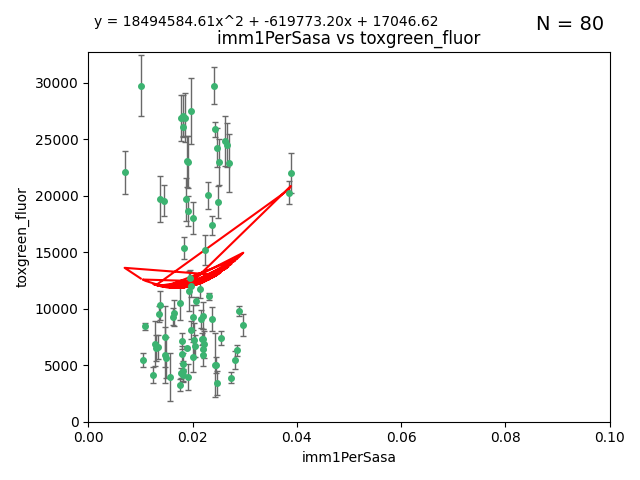 y = 18494584.61x^2 + -619773.20x + 17046.62
N = 80
imm1PerSasa vs toxgreen_fluor
30000
25000
20000
15000
10000
5000
0
toxgreen_fluor
0.00 0.02 0.04 0.06 0.08 0.10
imm1PerSasa